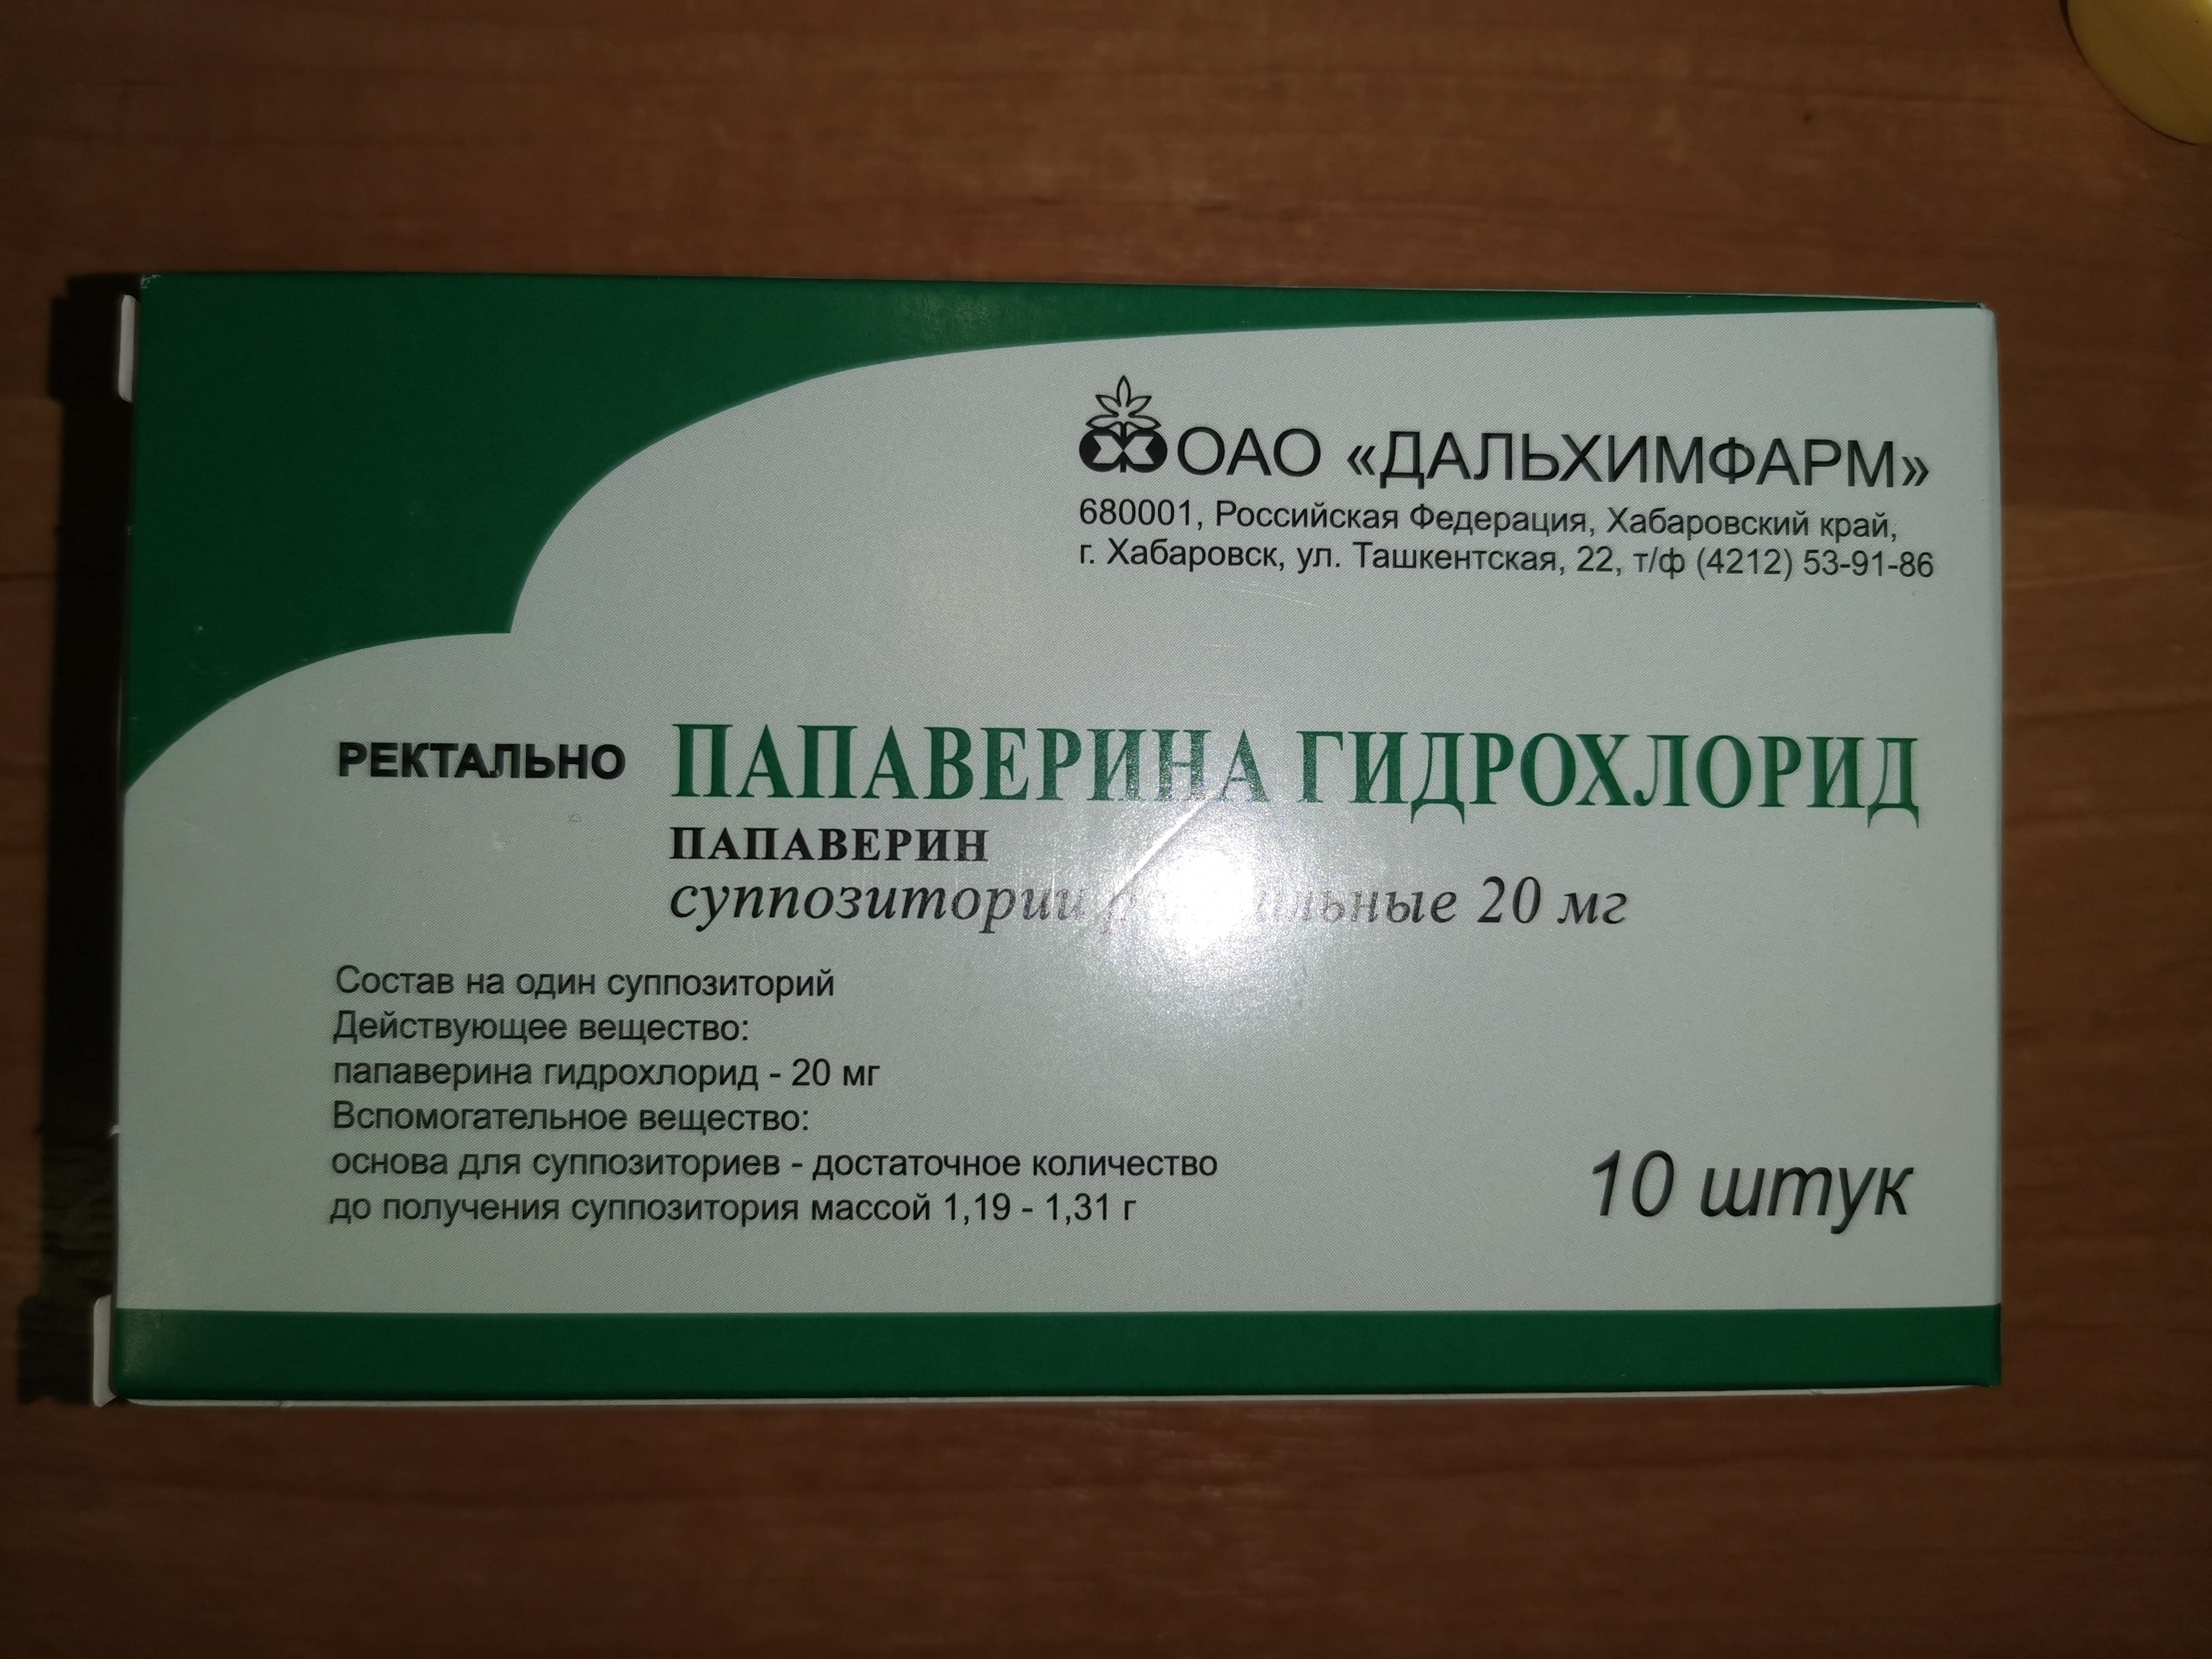 ОАО «ДАЛЬХИМФАРМ»
680001, Российская Федерация, Хабаровский край,
г. Хабаровск, ул. Ташкентская, 22, т/ф (4212) 53-91-86
РЕКТАЛЬНО ПАПАВЕРИНА ГИДРОХЛОРИД
ПАПАВЕРИН
суппозитории ректальные 20 мг
Состав на один суппозиторий
Действующее вещество:
папаверина гидрохлорид - 20 мг
Вспомогательное вещество:
основа для суппозиториев - достаточное количество
до получения суппозитория массой 1,19 - 1,31 г
10 штук